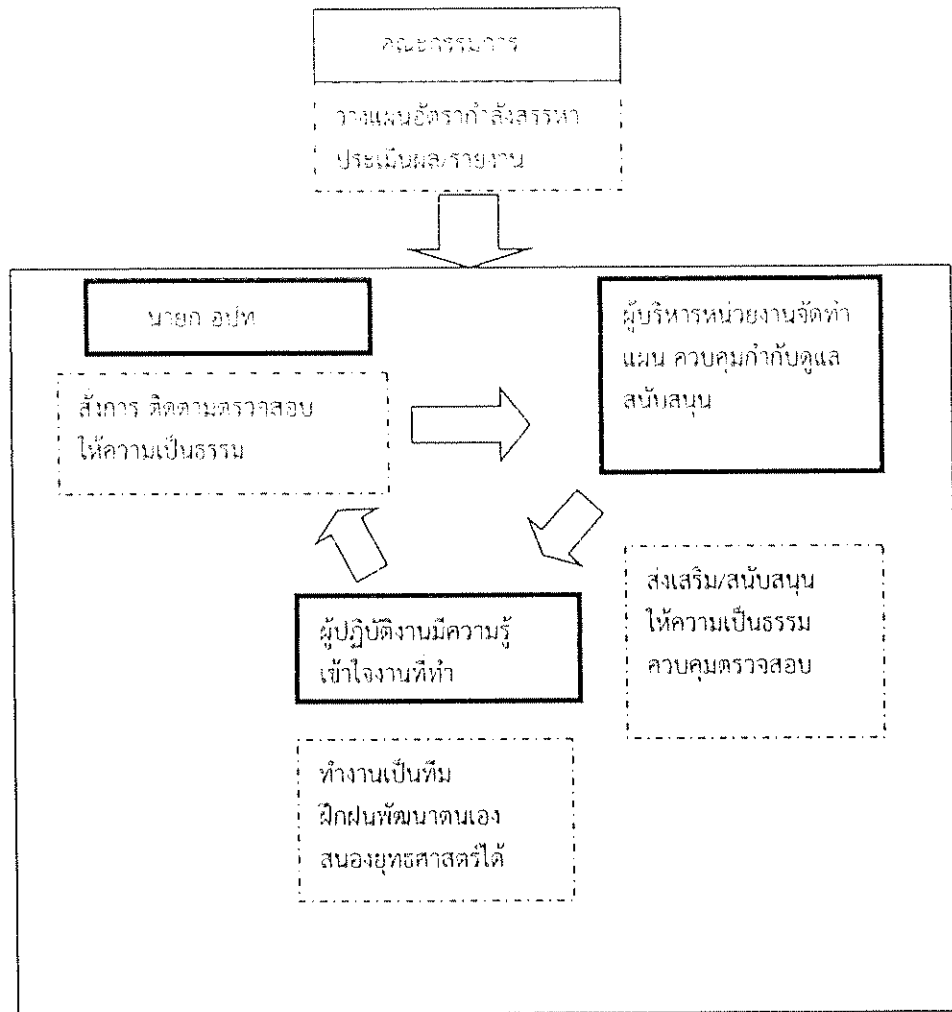 คณะกรรมการ
วางแผนอัตรากำลังสรรหา
ประเมินผล/รายงาน
นายก อปท
สั่งการ ติดตามตรวจสอบ
ให้ความเป็นธรรม
ผู้บริหารหน่วยงานจัดทำ
แผน ควบคุมกำกับดูแล
สนับสนุน
ส่งเสริม/สนับสนุน
ให้ความเป็นธรรม
ควบคุมตรวจสอบ
ผู้ปฏิบัติงานมีความรู้
เข้าใจงานที่ทำ
ทำงานเป็นทีม
ฝึกฝนพัฒนาตนเอง
สนองยุทธศาสตร์ได้